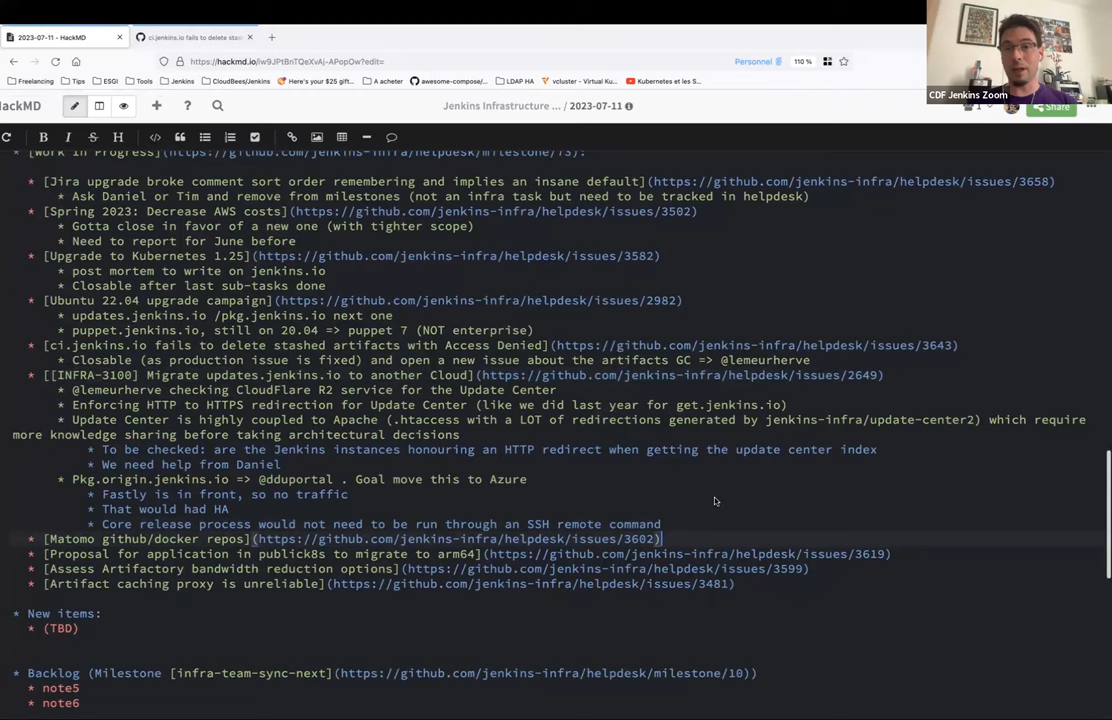 2023-07-11 - HackMD
ci.jenkins.io fails to delete stas
https://hackmd.io/iw9JPtBnTQeXvAj-APopOw?edit=
Personnel
110 %
Freelancing
Tips
ESGI
Tools
Jenkins
CloudBees/Jenkins
Here's your $25 gift...
A acheter
awesome-compose/...
LDAP HA
vcluster - Virtual Ku...
Kubernetes et les S...
CDF Jenkins Zoom
HackMD
Jenkins Infrastructure ... / 2023-07-11
1
Share
* [Work in Progress](https://github.com/jenkins-infra/helpdesk/milestone/73):
* [Jira upgrade broke comment sort order remembering and implies an insane default](https://github.com/jenkins-infra/helpdesk/issues/3658)
* Ask Daniel or Tim and remove from milestones (not an infra task but need to be tracked in helpdesk)
* [Spring 2023: Decrease AWS costs](https://github.com/jenkins-infra/helpdesk/issues/3502)
* Gotta close in favor of a new one (with tighter scope)
* Need to report for June before
* [Upgrade to Kubernetes 1.25](https://github.com/jenkins-infra/helpdesk/issues/3582)
* post mortem to write on jenkins.io
* Closable after last sub-tasks done
* [Ubuntu 22.04 upgrade campaign](https://github.com/jenkins-infra/helpdesk/issues/2982)
* updates.jenkins.io /pkg.jenkins.io next one
* puppet.jenkins.io, still on 20.04 => puppet 7 (NOT enterprise)
* [ci.jenkins.io fails to delete stashed artifacts with Access Denied](https://github.com/jenkins-infra/helpdesk/issues/3643)
* Closable (as production issue is fixed) and open a new issue about the artifacts GC => @lemeurherve
* [[INFRA-3100] Migrate updates.jenkins.io to another Cloud](https://github.com/jenkins-infra/helpdesk/issues/2649)
* @lemeurherve checking CloudFlare R2 service for the Update Center
* Enforcing HTTP to HTTPS redirection for Update Center (like we did last year for get.jenkins.io)
* Update Center is highly coupled to Apache (.htaccess with a LOT of redirections generated by jenkins-infra/update-center2) which require
more knowledge sharing before taking architectural decisions
* To be checked: are the Jenkins instances honouring an HTTP redirect when getting the update center index
* We need help from Daniel
* Pkg.origin.jenkins.io => @dduportal . Goal move this to Azure
* Fastly is in front, so no traffic
* That would had HA
* Core release process would not need to be run through an SSH remote command
* [Matomo github/docker repos](https://github.com/jenkins-infra/helpdesk/issues/3602)
* [Proposal for application in publick8s to migrate to arm64](https://github.com/jenkins-infra/helpdesk/issues/3619)
* [Assess Artifactory bandwidth reduction options](https://github.com/jenkins-infra/helpdesk/issues/3599)
* [Artifact caching proxy is unreliable](https://github.com/jenkins-infra/helpdesk/issues/3481)
* New items:
* (TBD)
* Backlog (Milestone [infra-team-sync-next](https://github.com/jenkins-infra/helpdesk/milestone/10))
* note5
* note6